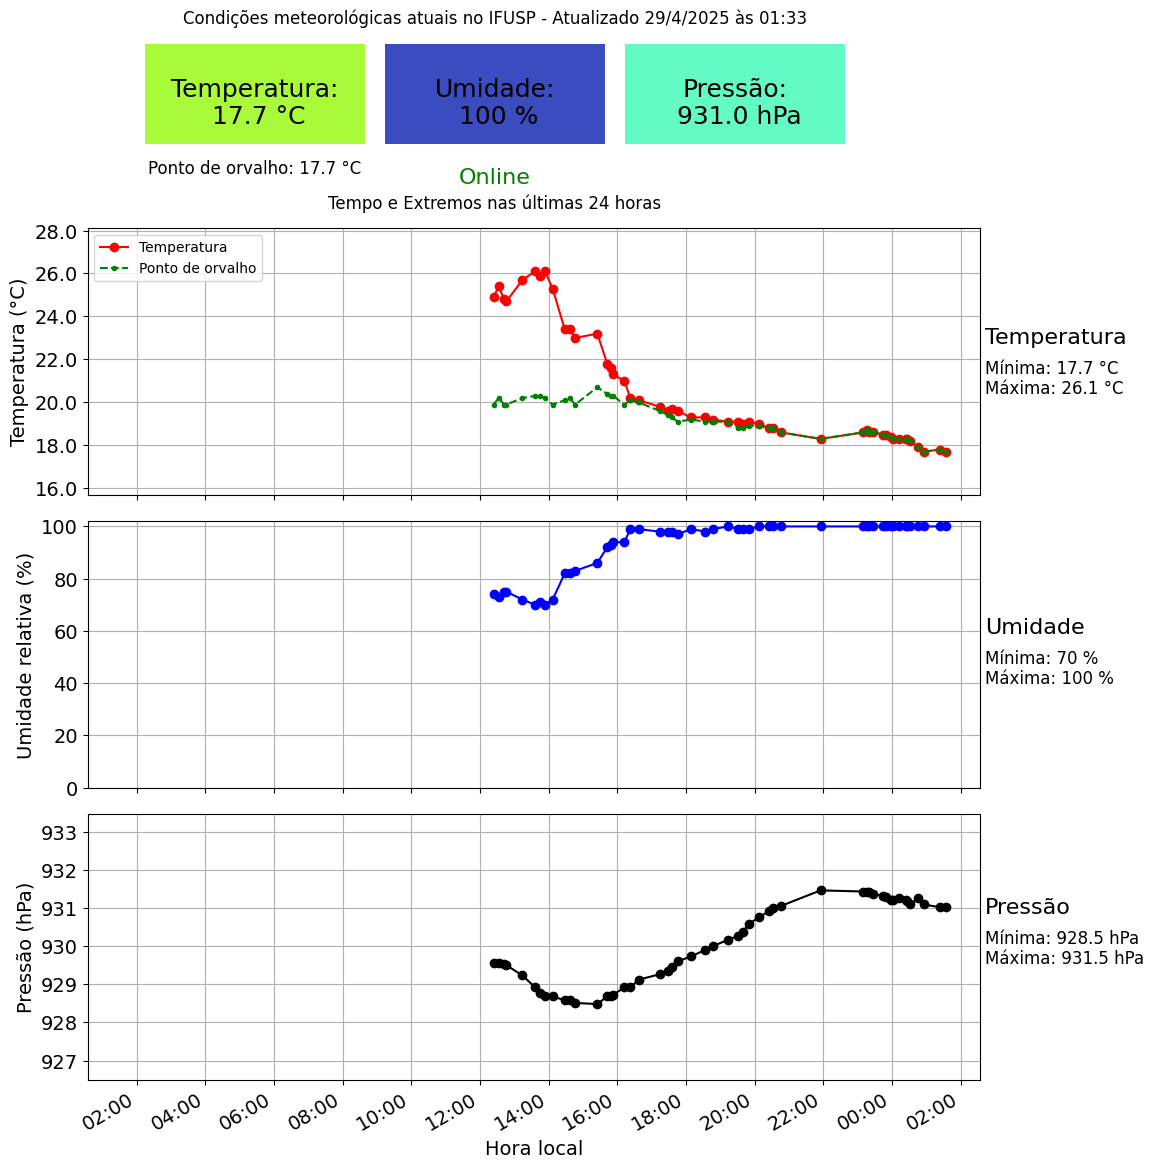 Condições meteorológicas atuais no IFUSP - Atualizado 29/4/2025 às 01:33
Temperatura:
17.7 °C
Umidade:
100 %
Pressão:
931.0 hPa
Ponto de orvalho: 17.7 °C
Online
Tempo e Extremos nas últimas 24 horas
Temperatura (°C)
28.0
26.0
24.0
22.0
20.0
18.0
16.0
Temperatura
Ponto de orvalho
Temperatura
Mínima: 17.7 °C
Máxima: 26.1 °C
Umidade relativa (%)
100
80
60
40
20
0
Umidade
Mínima: 70 %
Máxima: 100 %
Pressão (hPa)
933
932
931
930
929
928
927
Pressão
Mínima: 928.5 hPa
Máxima: 931.5 hPa
02:00 04:00 06:00 08:00 10:00 12:00 14:00 16:00 18:00 20:00 22:00 00:00 02:00
Hora local